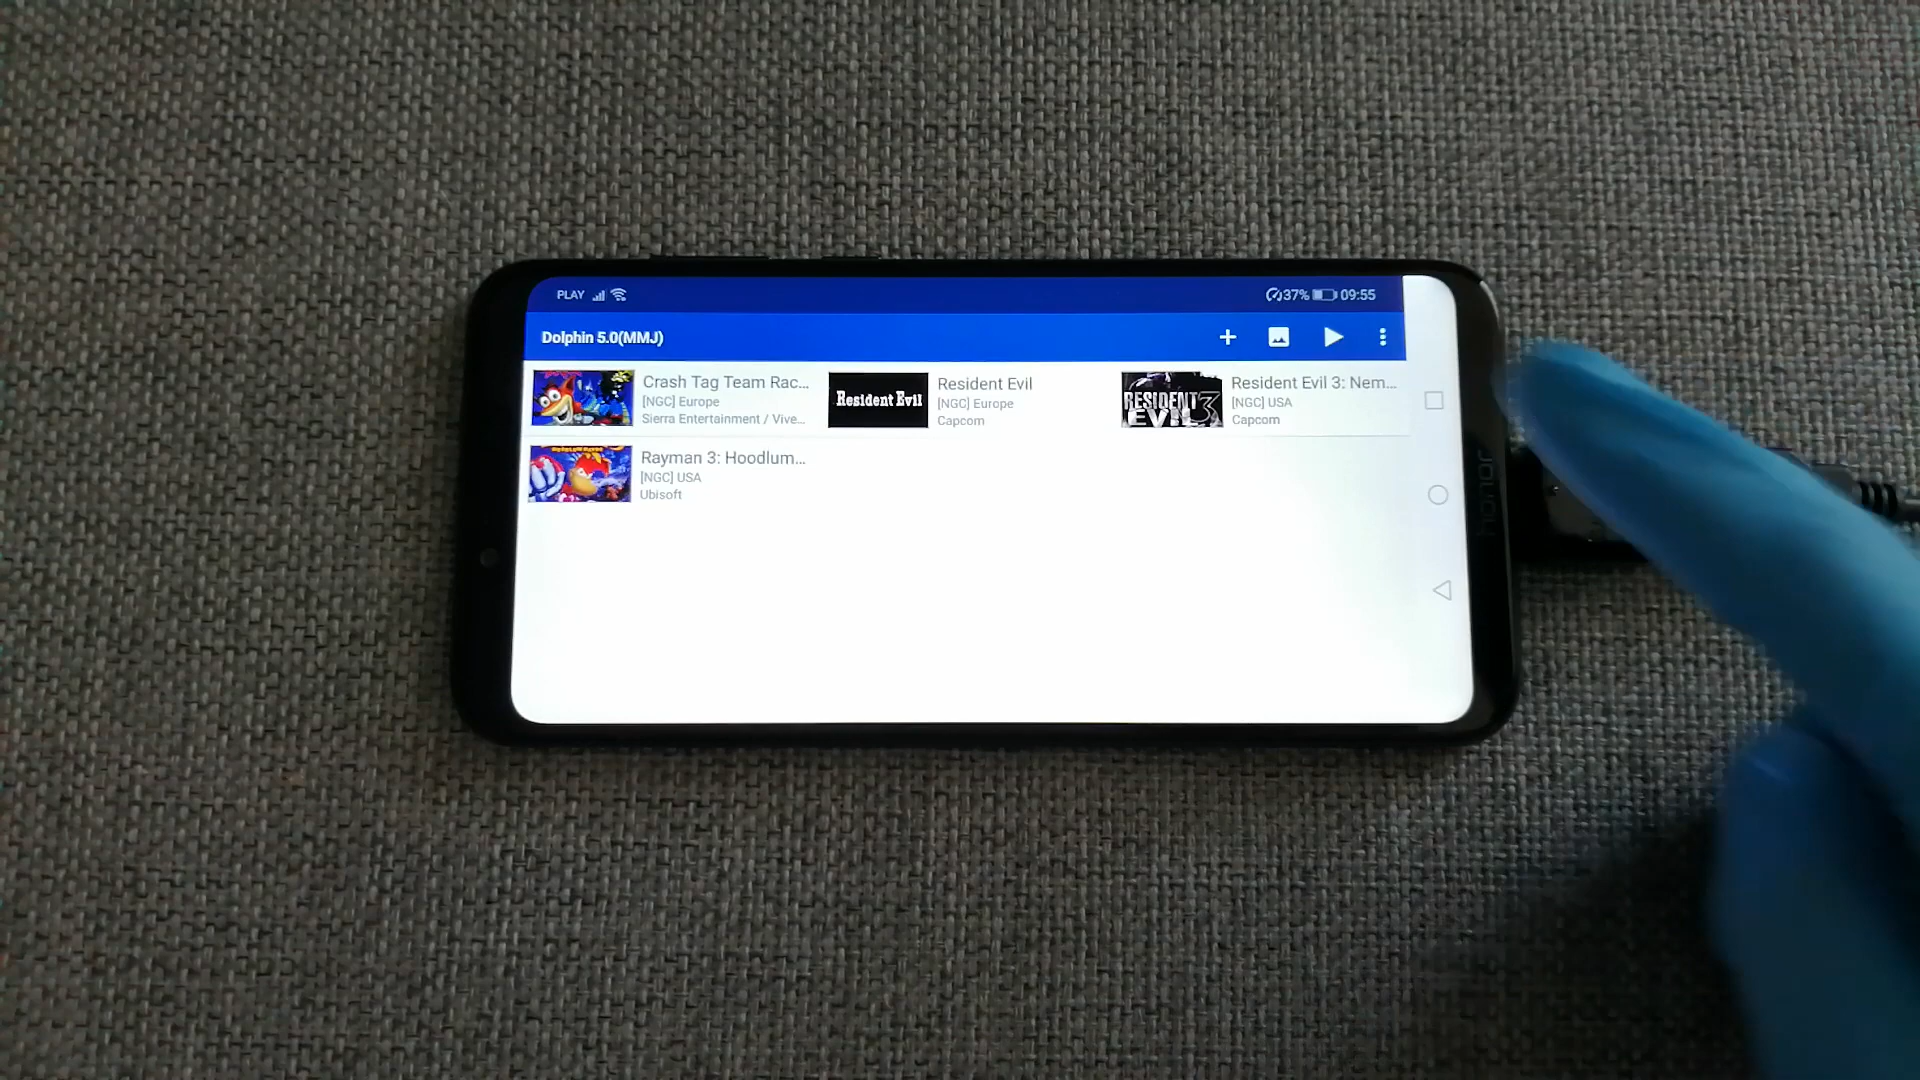 PLAY
37% 09:55
Dolphin 5.0(MMJ)
Crash Tag Team Rac...
[NGC] Europe
Sierra Entertainment / Vive...
Resident Evil
Resident Evil
[NGC] Europe
Capcom
RESIDENT EVIL 3
Resident Evil 3: Nem...
[NGC] USA
Capcom
Rayman 3: Hoodlum...
[NGC] USA
Ubisoft
honor